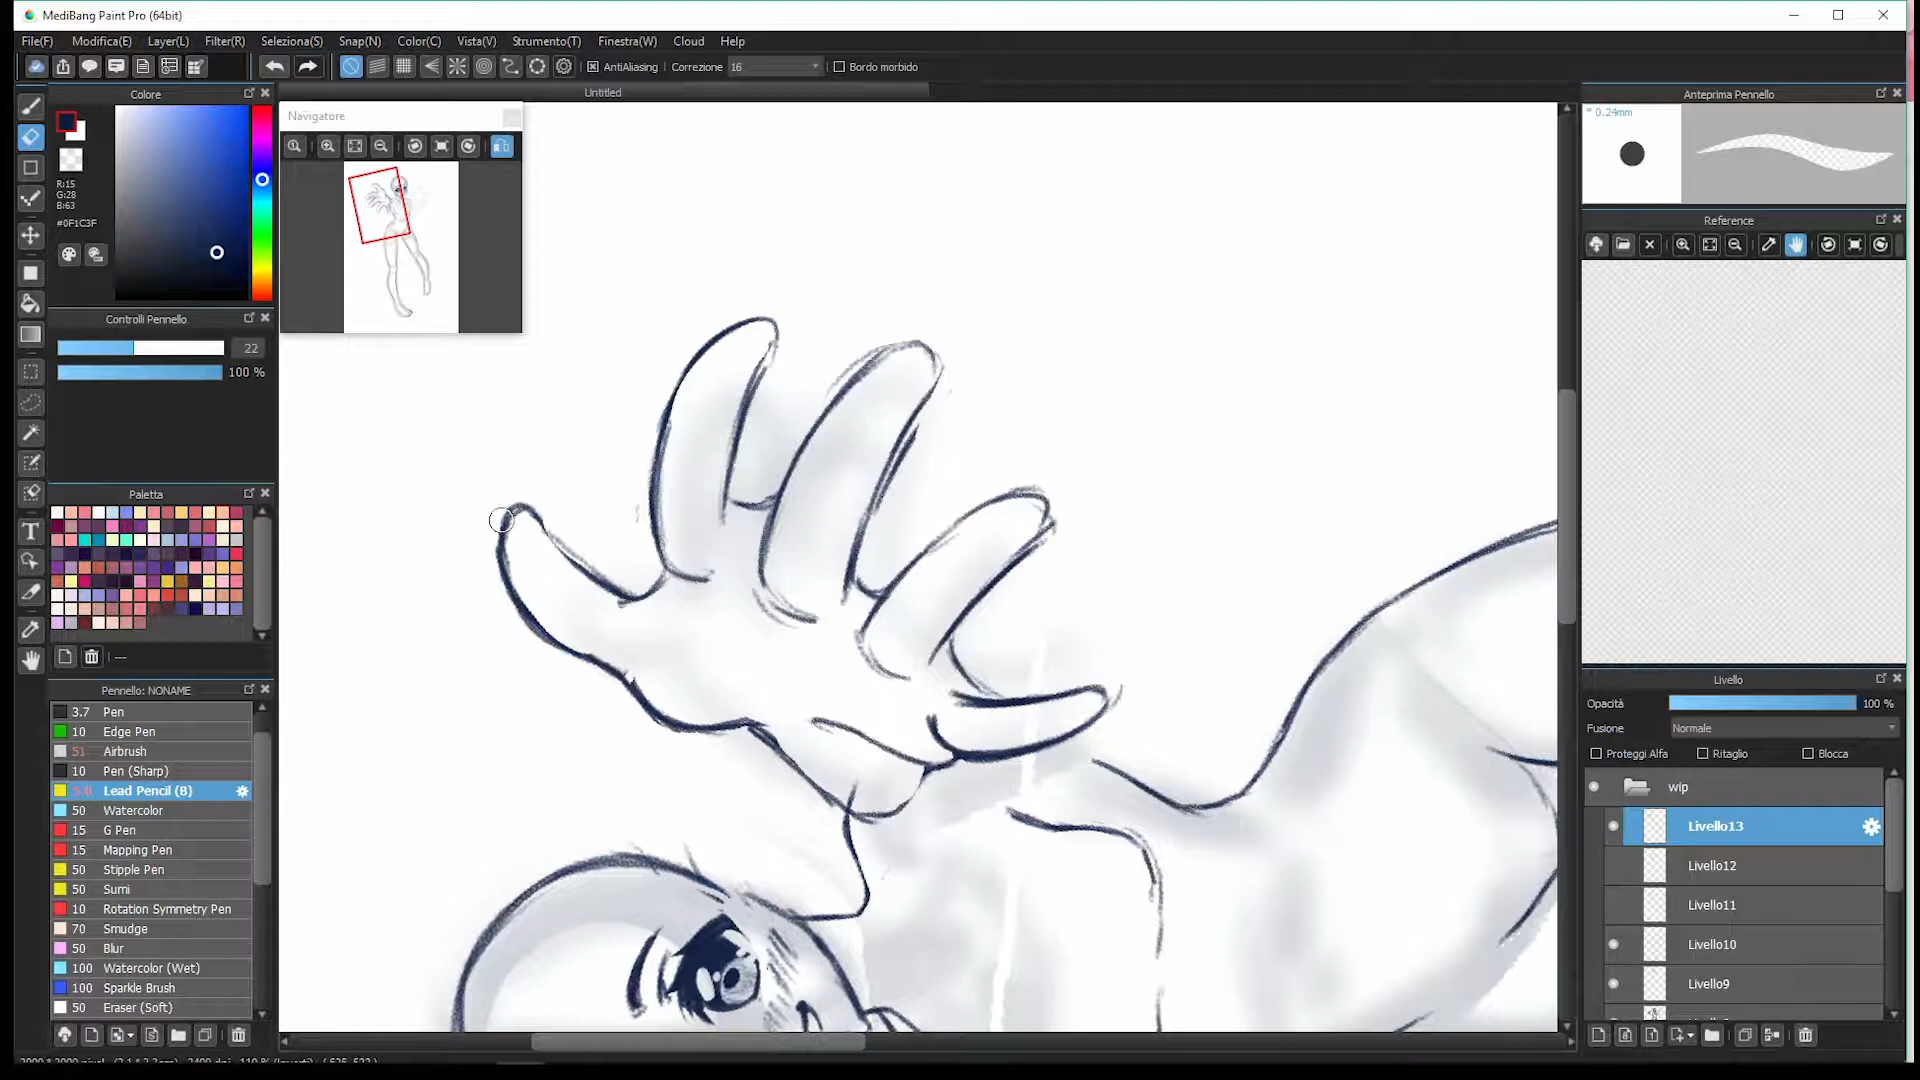 MediBang Paint Pro (64bit)
File(F) Modifica(E) Layer(L) Filter(R) Seleziona(S) Snap(N) Color(C) Vista(V) Strumento(T) Finestra(W) Cloud Help
AntiAliasing Correzione 16 Bordo morbido
Untitled
Colore
R:15
G:28
B:63
#0F1C3F
Controlli Pennello
22
100 %
Paletta
---
Pennello: NONAME
3.7 Pen
10 Edge Pen
51 Airbrush
10 Pen (Sharp)
Lead Pencil (B)
50 Watercolor
15 G Pen
15 Mapping Pen
50 Stipple Pen
50 Sumi
10 Rotation Symmetry Pen
70 Smudge
50 Blur
100 Watercolor (Wet)
100 Sparkle Brush
50 Eraser (Soft)
Navigatore
Anteprima Pennello
* 0.24mm
Reference
Livello
Opacità 100 %
Fusione Normale
Proteggi Alfa Ritaglio Blocca
wip
Livello13
Livello12
Livello11
Livello10
Livello9